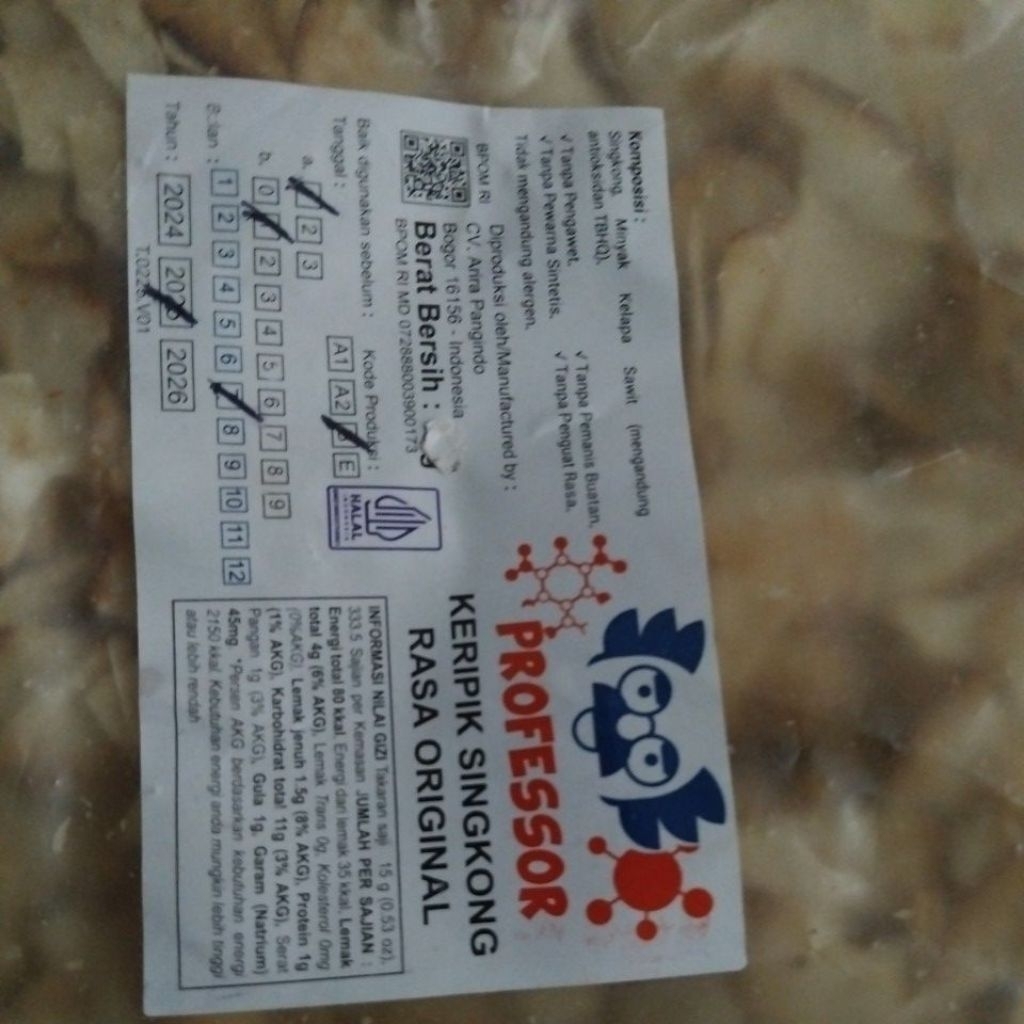 PROFESSOR
KERIPIK SINGKONG
RASA ORIGINAL
Komposisi :
Singkong, Minyak Kelapa Sawit (mengandung
antioksidan TBHQ).
√ Tanpa Pengawet. √ Tanpa Pemanis Buatan.
√ Tanpa Pewarna Sintetis. √ Tanpa Penguat Rasa.
Tidak mengandung alergen.
Diproduksi oleh/Manufactured by :
CV. Arira Pangindo
Bogor 16156 - Indonesia
BPOM RI
Berat Bersih :
BPOM RI MD 072888003900173
HALAL
INDONESIA
Baik digunakan sebelum : Kode Produksi :
Tanggal : A1 A2 E
a. 2 3
b. 0 2 3 4 5 6 7 8 9
Bulan : 1 2 3 4 5 6 7 8 9 10 11 12
Tahun : 2024 2025 2026
INFORMASI NILAI GIZI Takaran saji 15 g (0.53 oz),
333.5 Sajian per Kemasan JUMLAH PER SAJIAN :
Energi total 80 kkal, Energi dari lemak 35 kkal, Lemak
total 4g (6% AKG), Lemak Trans 0g, Kolesterol 0mg
(0%AKG), Lemak jenuh 1.5g (8% AKG), Protein 1g
(1% AKG), Karbohidrat total 11g (3% AKG), Serat
Pangan 1g (3% AKG), Gula 1g, Garam (Natrium)
45mg. *Persen AKG berdasarkan kebutuhan energi
2150 kkal. Kebutuhan energi anda mungkin lebih tinggi
atau lebih rendah